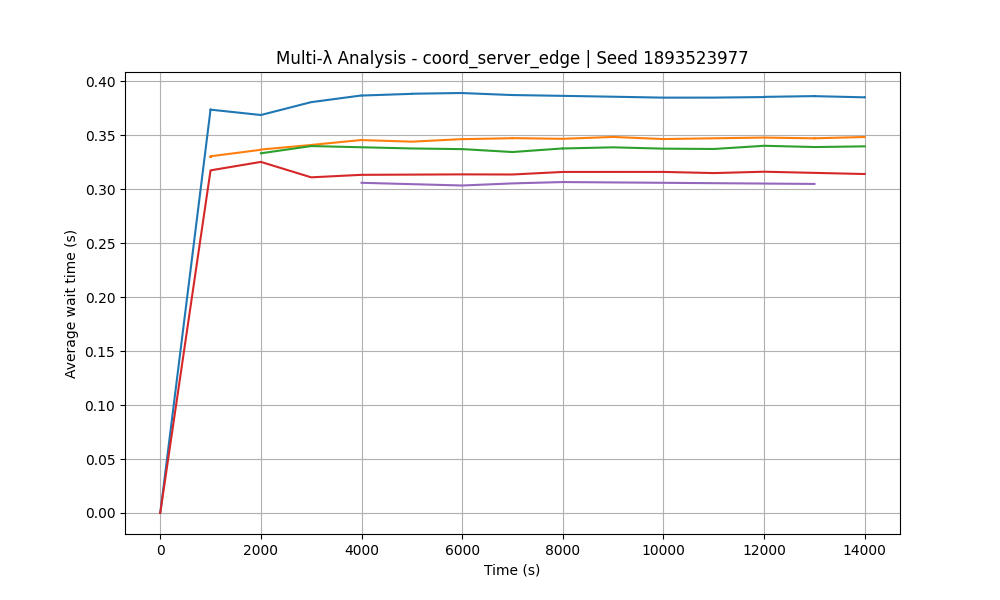 Multi-λ Analysis - coord_server_edge | Seed 1893523977
0.40
0.35
0.30
0.25
0.20
0.15
0.10
0.05
0.00
Average wait time (s)
0 2000 4000 6000 8000 10000 12000 14000
Time (s)